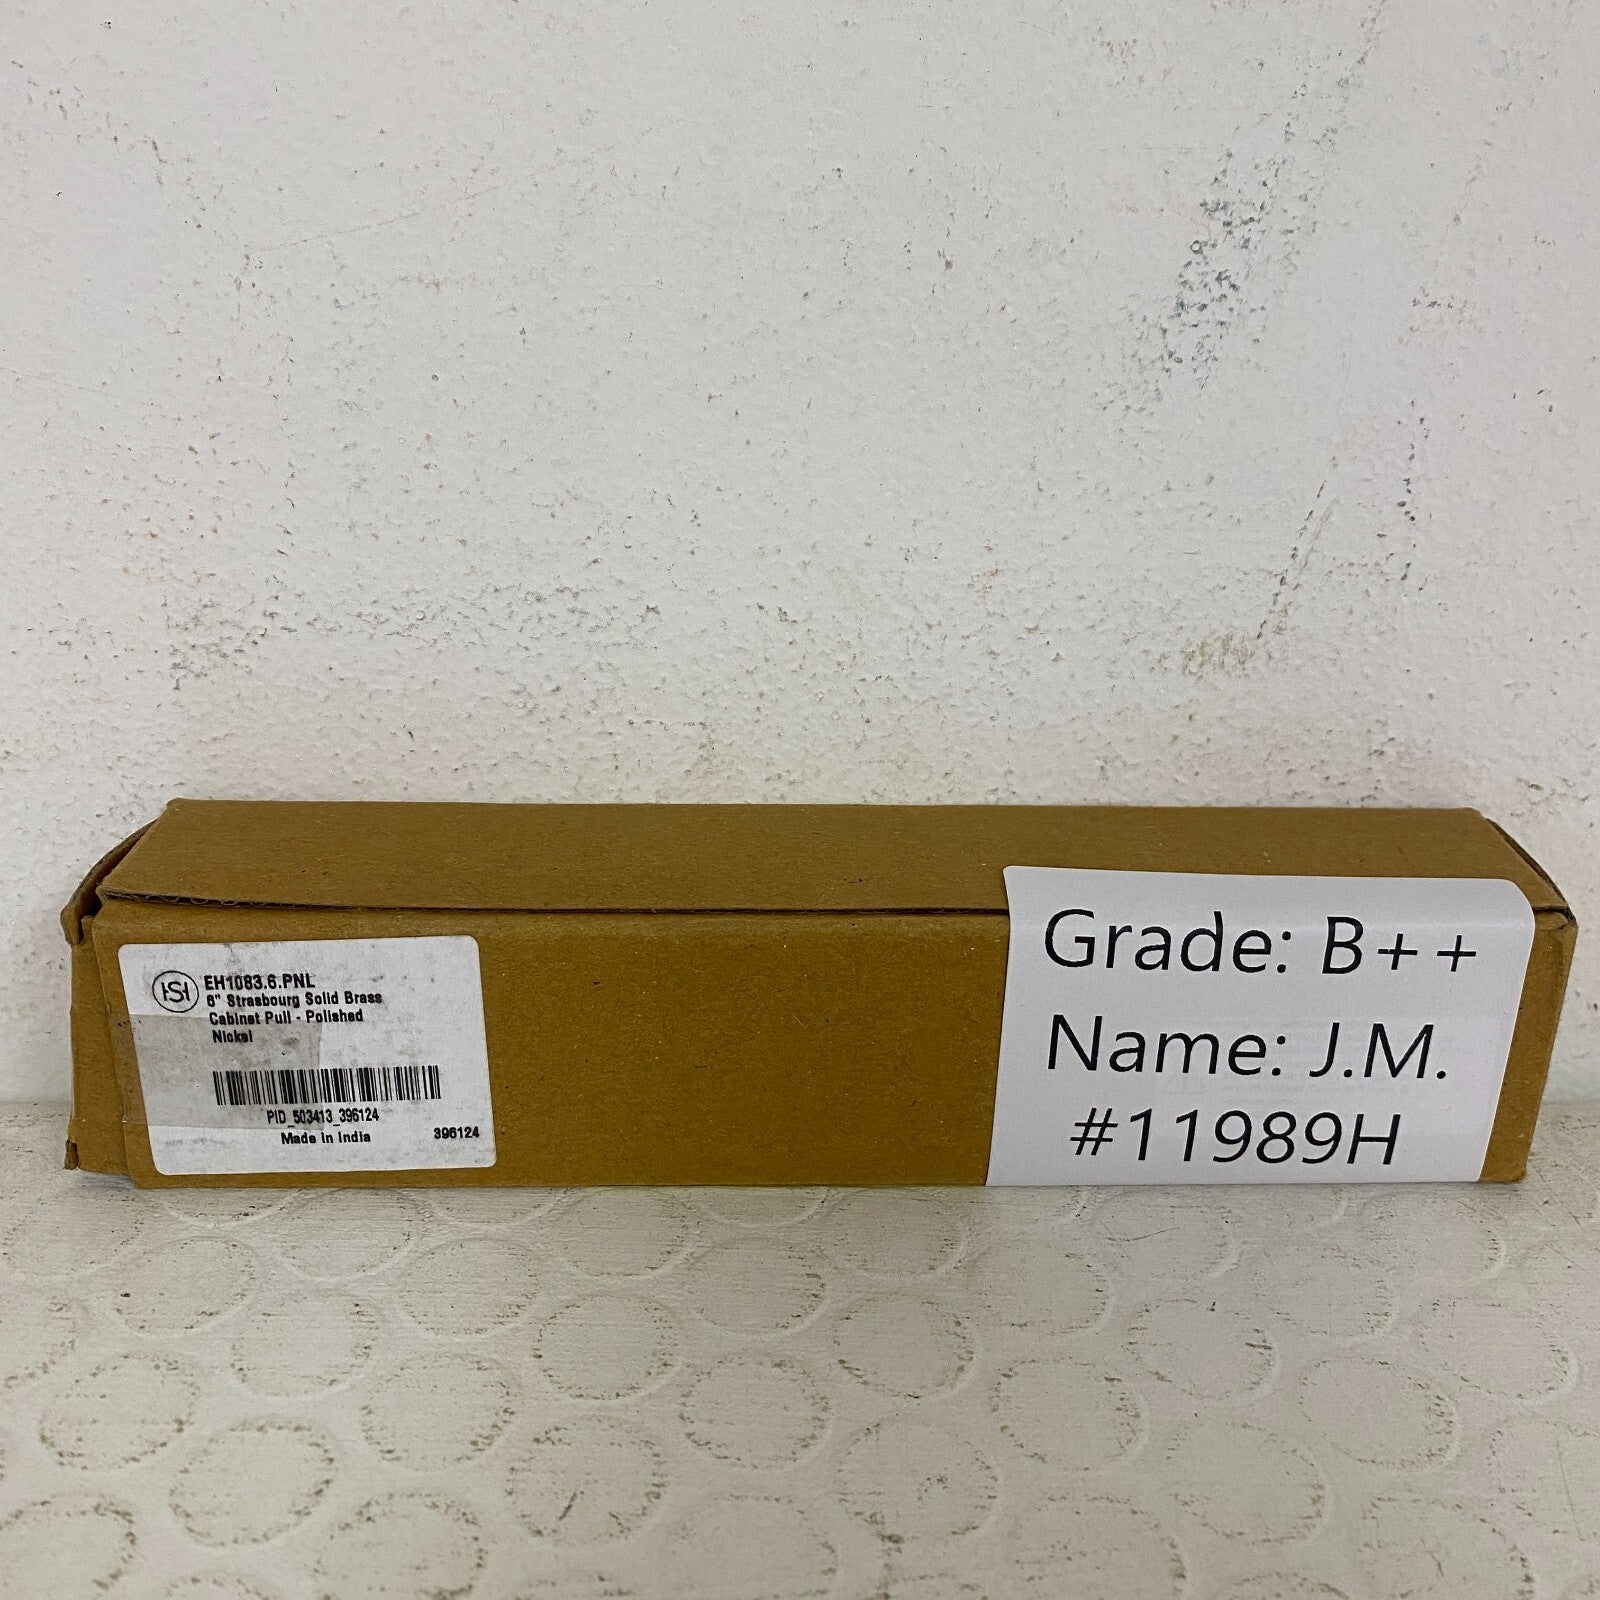 HSH
EH1083.6.PNL
6" Strasbourg Solid Brass
Cabinet Pull - Polished
Nickel
PID_503413_396124
Made in India
396124
Grade: B++
Name: J.M.
#11989H